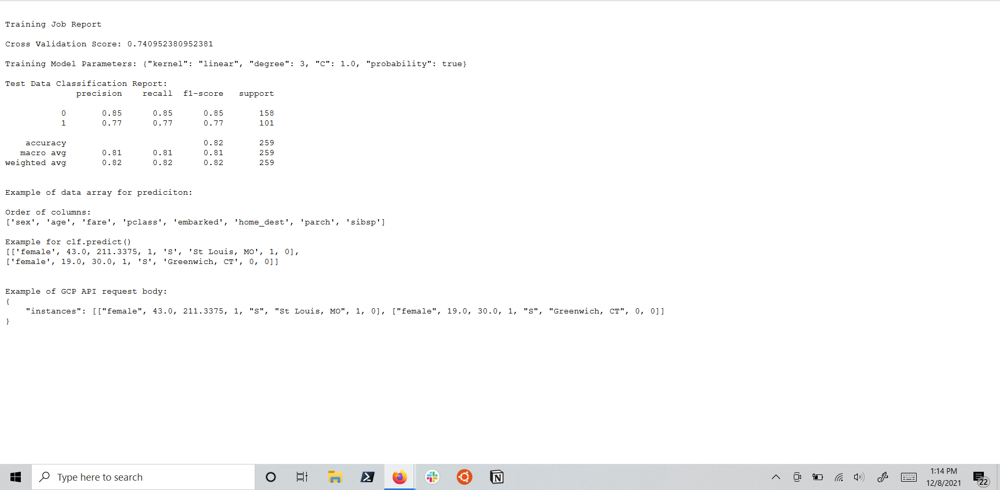 Training Job Report
Cross Validation Score: 0.740952380952381
Training Model Parameters: {"kernel": "linear", "degree": 3, "C": 1.0, "probability": true}
Test Data Classification Report:
precision recall f1-score support
0 0.85 0.85 0.85 158
1 0.77 0.77 0.77 101
accuracy 0.82 259
macro avg 0.81 0.81 0.81 259
weighted avg 0.82 0.82 0.82 259
Example of data array for prediciton:
Order of columns:
['sex', 'age', 'fare', 'pclass', 'embarked', 'home_dest', 'parch', 'sibsp']
Example for clf.predict()
[['female', 43.0, 211.3375, 1, 'S', 'St Louis, MO', 1, 0],
['female', 19.0, 30.0, 1, 'S', 'Greenwich, CT', 0, 0]]
Example of GCP API request body:
{
"instances": [["female", 43.0, 211.3375, 1, "S", "St Louis, MO", 1, 0], ["female", 19.0, 30.0, 1, "S", "Greenwich, CT", 0, 0]]
}
Type here to search
1:14 PM
12/8/2021
22